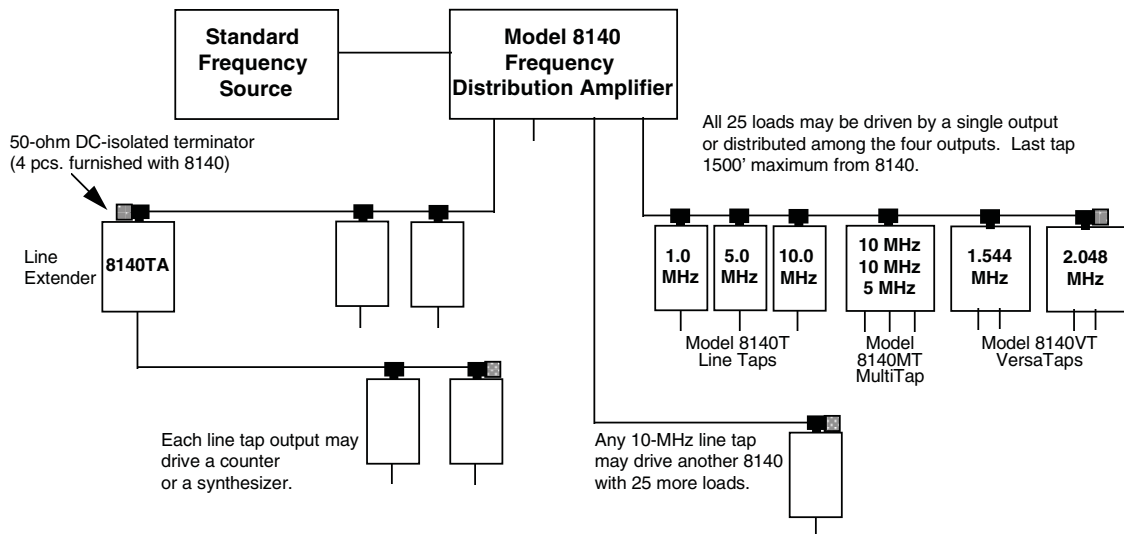 Standard
Frequency
Source
Model 8140
Frequency
Distribution Amplifier
50-ohm DC-isolated terminator
(4 pcs. furnished with 8140)
All 25 loads may be driven by a single output
or distributed among the four outputs.  Last tap
1500’ maximum from 8140.
Line
Extender
8140TA
1.0
MHz
5.0
MHz
10.0
MHz
10 MHz
10 MHz
5 MHz
1.544
MHz
2.048
MHz
Model 8140T
Line Taps
Model
8140MT
MultiTap
Model 8140VT
VersaTaps
Each line tap output may
drive a counter
or a synthesizer.
Any 10-MHz line tap
may drive another 8140
with 25 more loads.